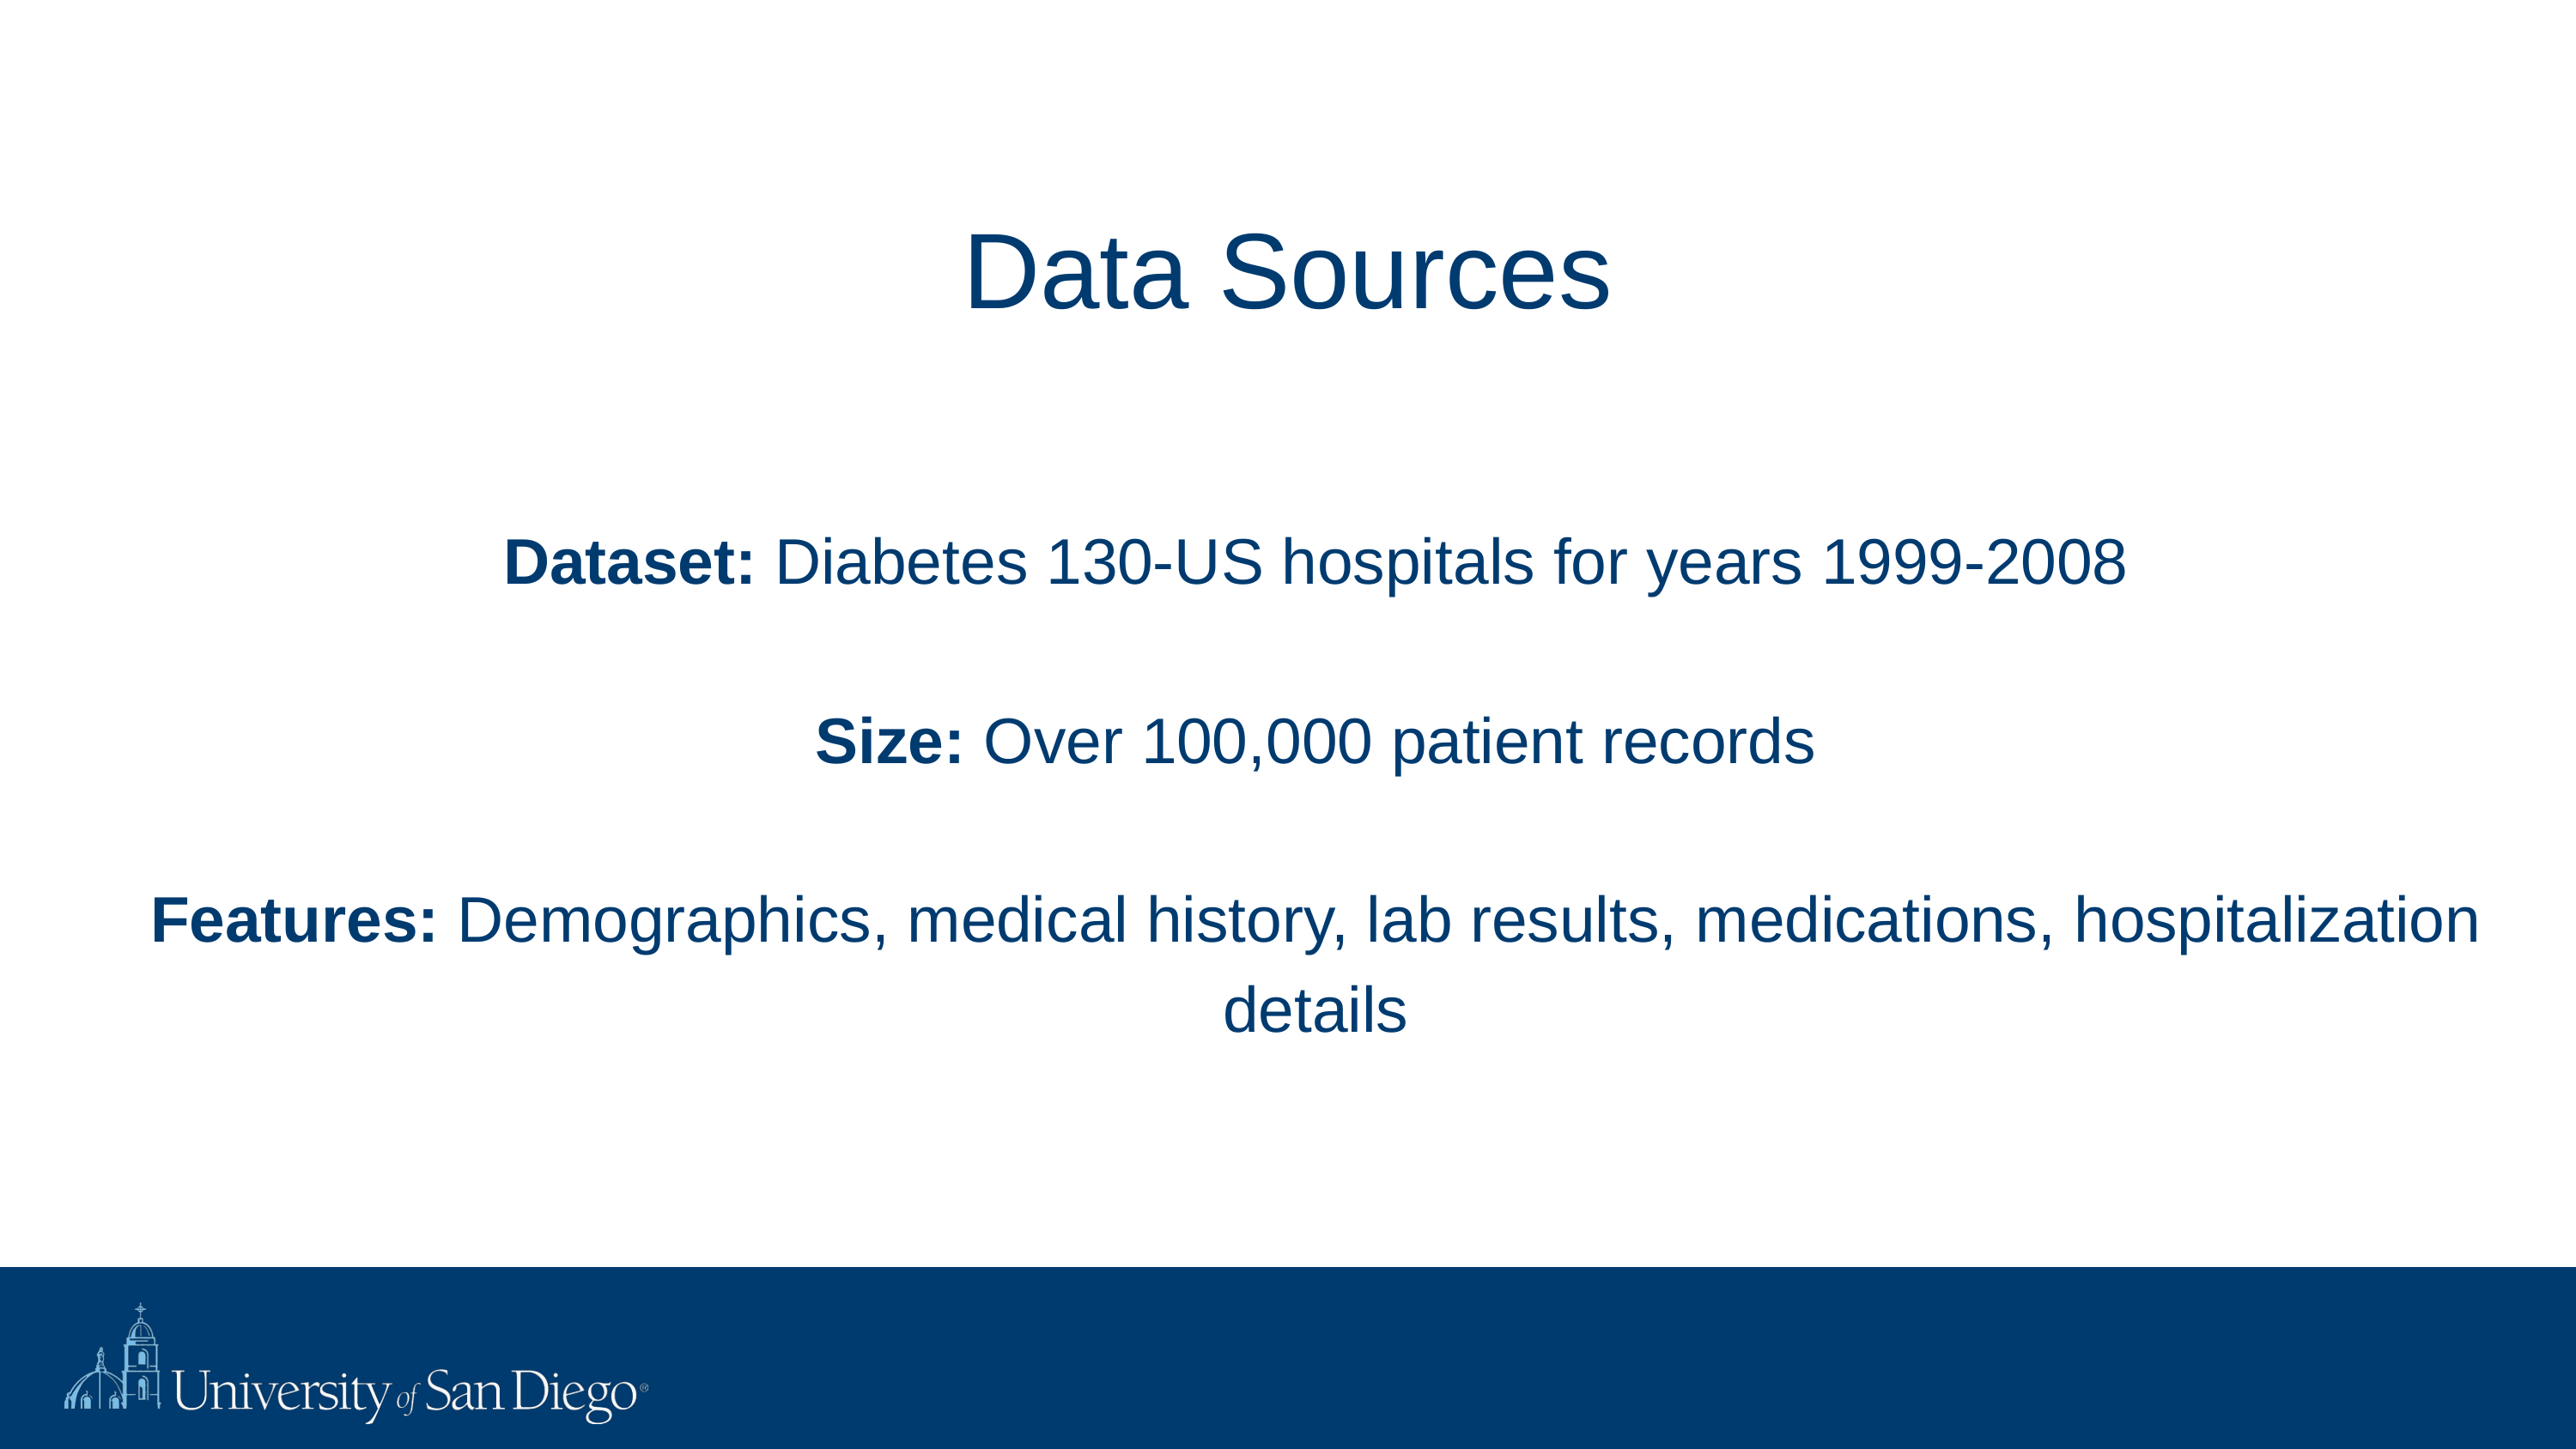 Data Sources
Dataset: Diabetes 130-US hospitals for years 1999-2008
Size: Over 100,000 patient records
Features: Demographics, medical history, lab results, medications, hospitalization
details
University of San Diego®